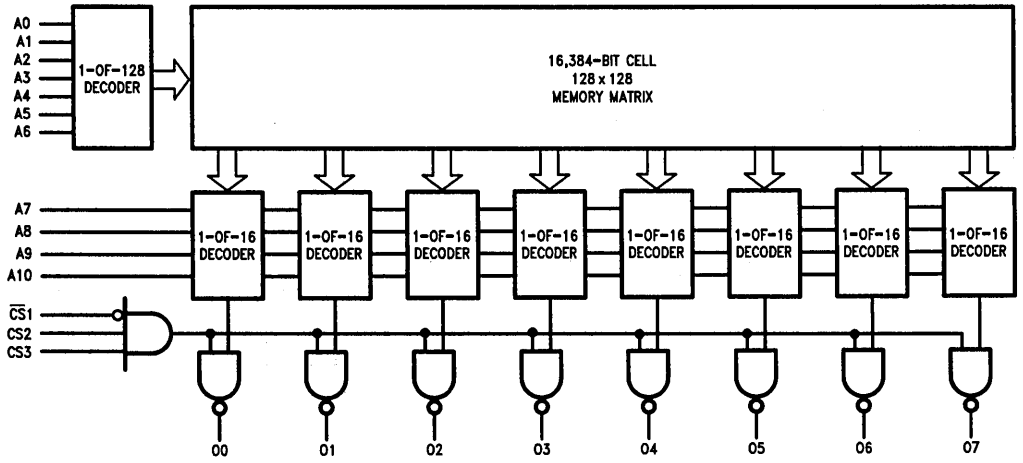 A0
A1
A2
A3
A4
A5
A6
1-OF-128
DECODER
16,384-BIT CELL
128 x 128
MEMORY MATRIX
A7
A8
A9
A10
1-OF-16
DECODER
1-OF-16
DECODER
1-OF-16
DECODER
1-OF-16
DECODER
1-OF-16
DECODER
1-OF-16
DECODER
1-OF-16
DECODER
1-OF-16
DECODER
C̅S̅1̅
CS2
CS3
O0
O1
O2
O3
O4
O5
O6
O7